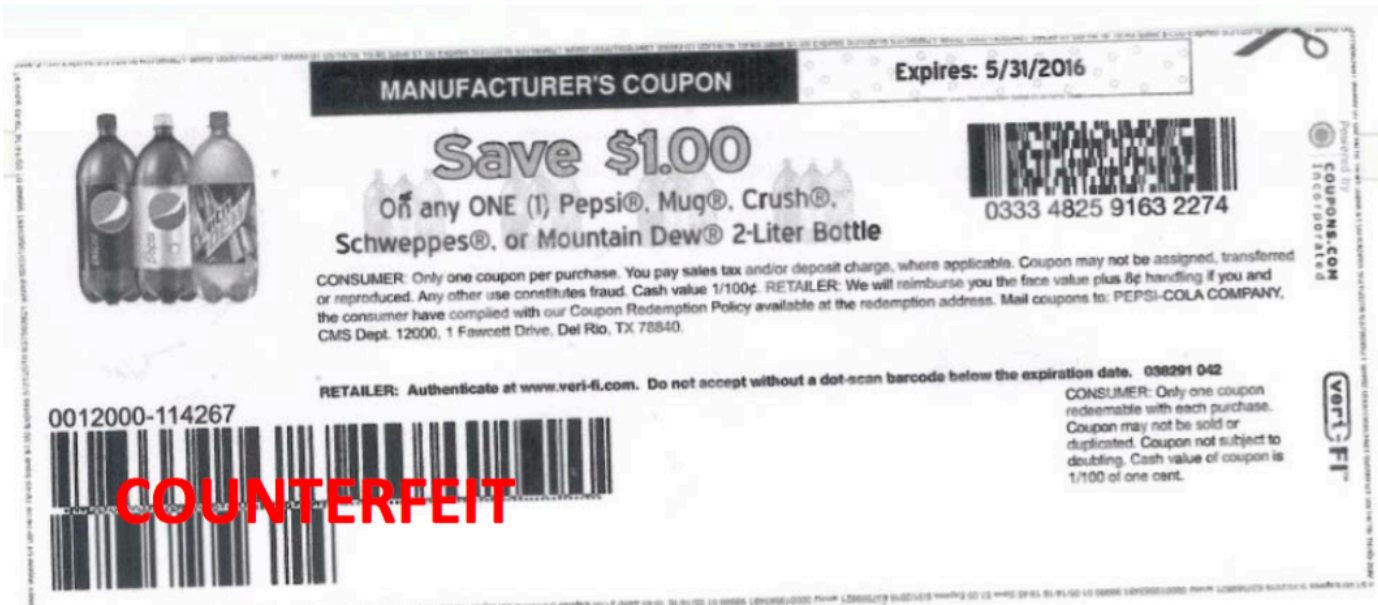 MANUFACTURER'S COUPON
Expires: 5/31/2016
Save $1.00
Off any ONE (1) Pepsi®, Mug®, Crush®,
Schweppes®, or Mountain Dew® 2-Liter Bottle
0333 4825 9163 2274
Powered by
COUPONS.COM
Incorporated
CONSUMER: Only one coupon per purchase. You pay sales tax and/or deposit charge, where applicable. Coupon may not be assigned, transferred
or reproduced. Any other use constitutes fraud. Cash value 1/100¢. RETAILER: We will reimburse you the face value plus 8¢ handling if you and
the consumer have complied with our Coupon Redemption Policy available at the redemption address. Mail coupons to: PEPSI-COLA COMPANY,
CMS Dept. 12000, 1 Fawcett Drive, Del Rio, TX 78840.
RETAILER: Authenticate at www.veri-fi.com. Do not accept without a dot-scan barcode below the expiration date. 038291 042
0012000-114267
CONSUMER: Only one coupon
redeemable with each purchase.
Coupon may not be sold or
duplicated. Coupon not subject to
doubling. Cash value of coupon is
1/100 of one cent.
veri-FI™
COUNTERFEIT